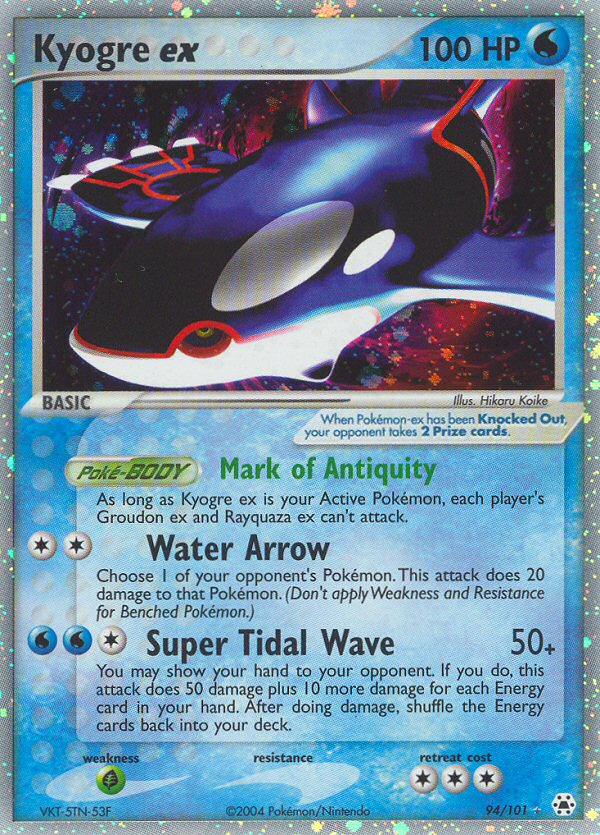 Kyogre ex 100 HP
BASIC
Illus. Hikaru Koike
When Pokémon-ex has been Knocked Out,
your opponent takes 2 Prize cards.
Poké-BODY Mark of Antiquity
As long as Kyogre ex is your Active Pokémon, each player's
Groudon ex and Rayquaza ex can't attack.
Water Arrow
Choose 1 of your opponent's Pokémon. This attack does 20
damage to that Pokémon. (Don't apply Weakness and Resistance
for Benched Pokémon.)
Super Tidal Wave 50+
You may show your hand to your opponent. If you do, this
attack does 50 damage plus 10 more damage for each Energy
card in your hand. After doing damage, shuffle the Energy
cards back into your deck.
weakness resistance retreat cost
VKT-5TN-53F ©2004 Pokémon/Nintendo 94/101